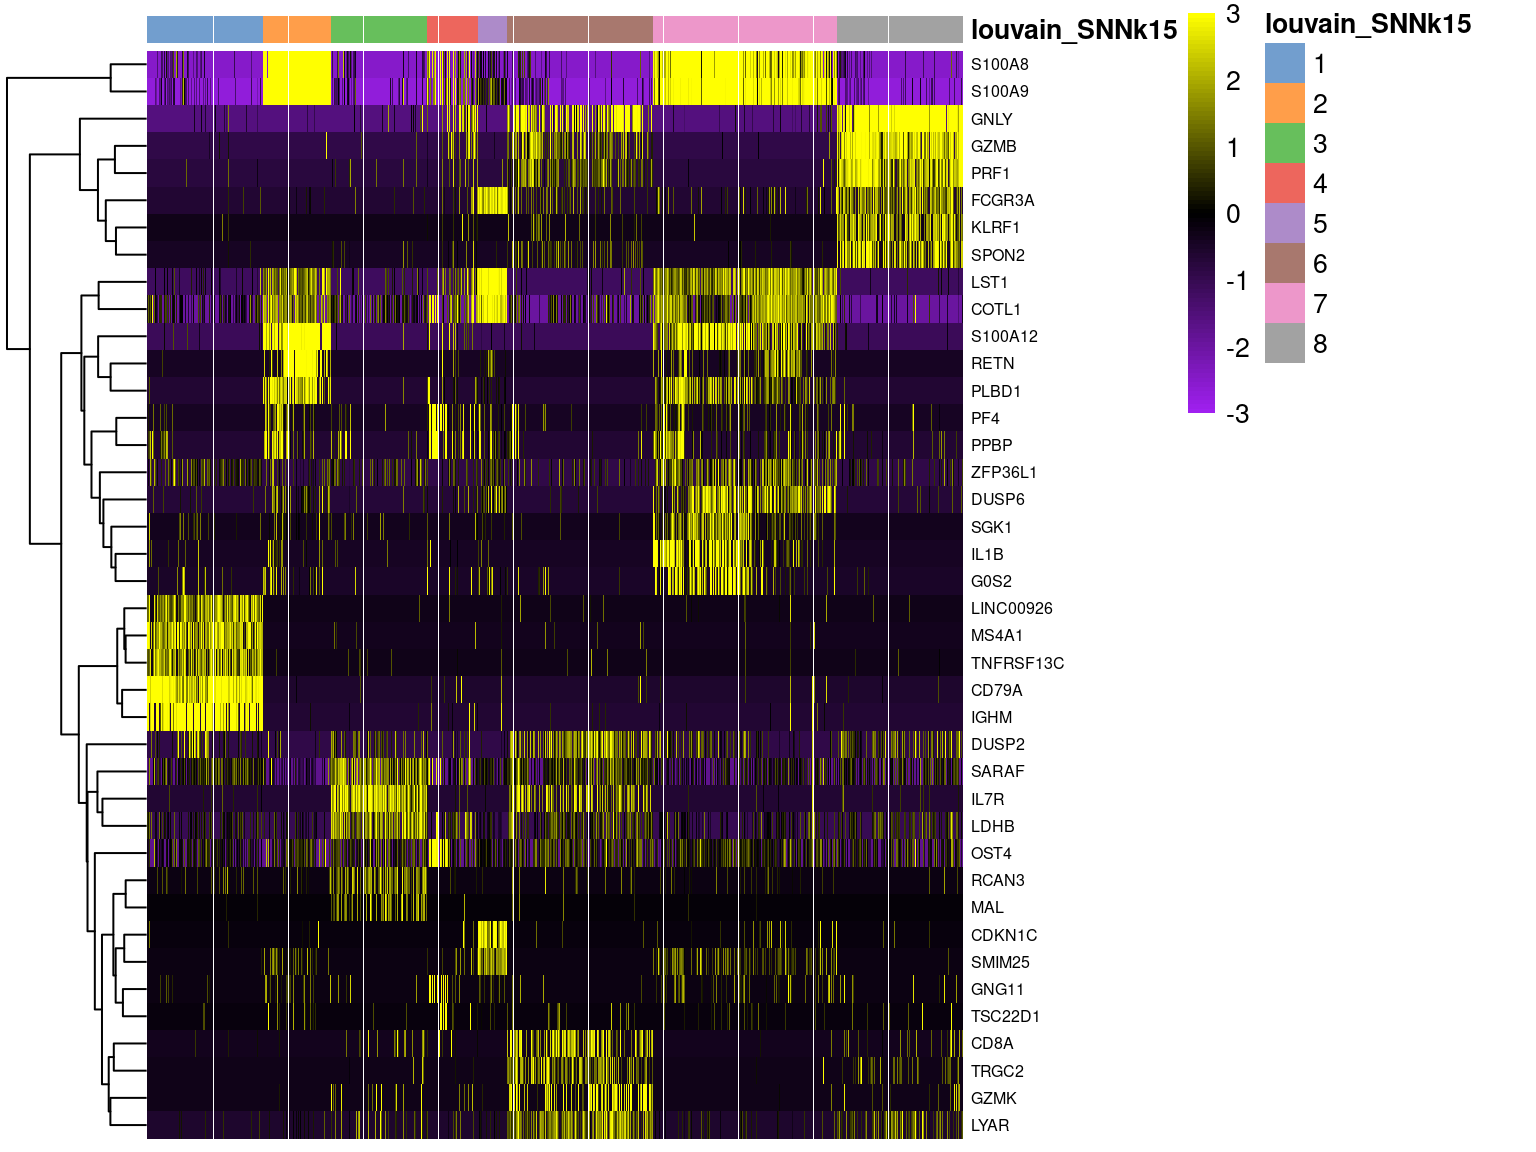 louvain_SNNk15
S100A8
S100A9
GNLY
GZMB
PRF1
FCGR3A
KLRF1
SPON2
LST1
COTL1
S100A12
RETN
PLBD1
PF4
PPBP
ZFP36L1
DUSP6
SGK1
IL1B
G0S2
LINC00926
MS4A1
TNFRSF13C
CD79A
IGHM
DUSP2
SARAF
IL7R
LDHB
OST4
RCAN3
MAL
CDKN1C
SMIM25
GNG11
TSC22D1
CD8A
TRGC2
GZMK
LYAR
3
2
1
0
-1
-2
-3
louvain_SNNk15
1
2
3
4
5
6
7
8